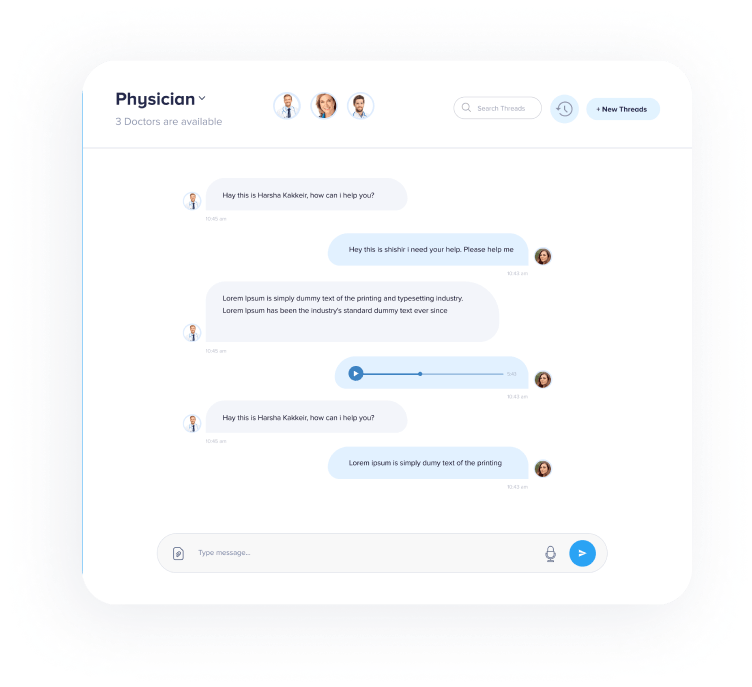 Physician
3 Doctors are available
Search Threads
+ New Threads
Hay this is Harsha Kakkeir, how can i help you?
10:45 am
Hey this is shishir i need your help. Please help me
10:43 am
Lorem Ipsum is simply dummy text of the printing and typesetting industry.
Lorem Ipsum has been the industry's standard dummy text ever since
10:45 am
10:43 am
Hay this is Harsha Kakkeir, how can i help you?
10:45 am
Lorem ipsum is simply dumy text of the printing
10:43 am
Type message...